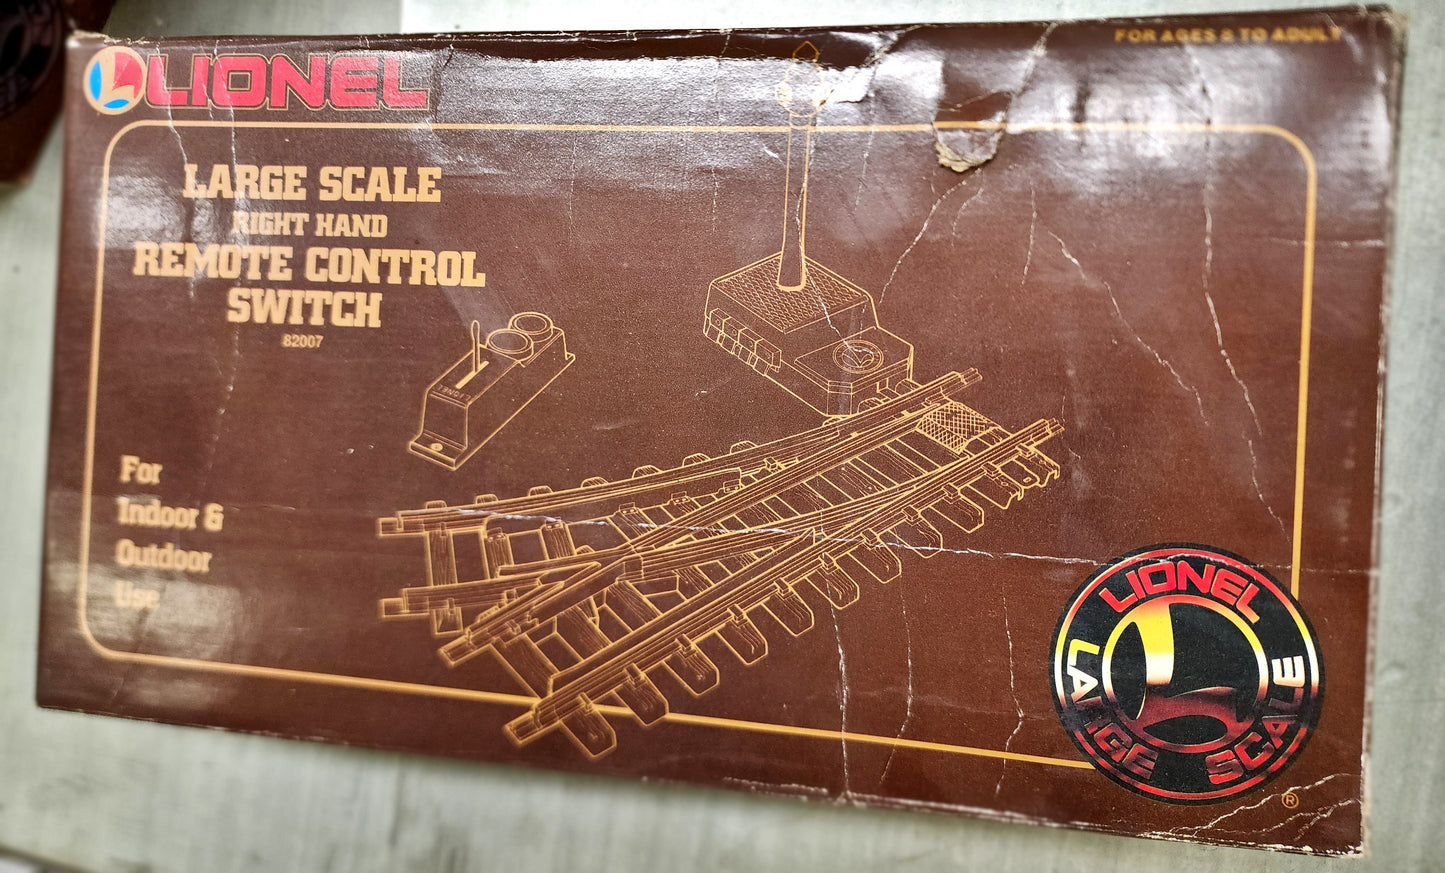 LIONEL
FOR AGES 8 TO ADULT
LARGE SCALE
RIGHT HAND
REMOTE CONTROL
SWITCH
82007
LIONEL
For
Indoor &
Outdoor
Use
LIONEL
LARGE SCALE
®